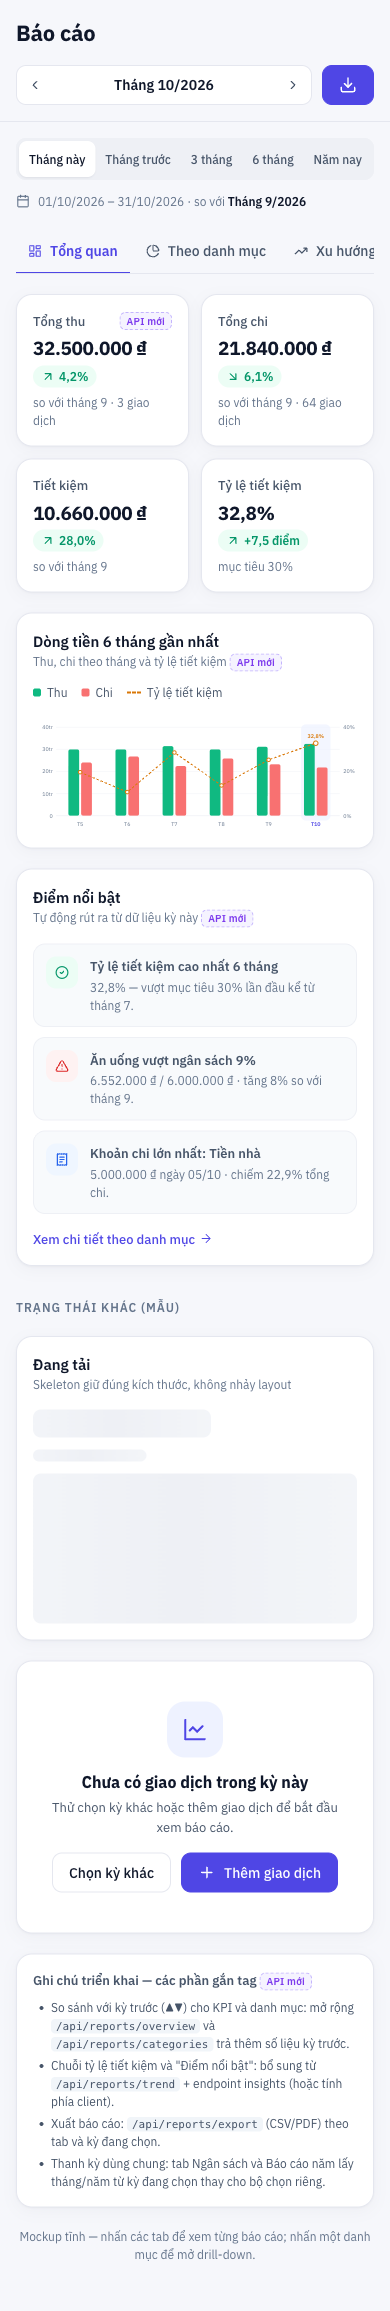 Báo cáo
Tháng 10/2026
Tháng này Tháng trước 3 tháng 6 tháng Năm nay
01/10/2026 – 31/10/2026 · so với Tháng 9/2026
Tổng quan Theo danh mục Xu hướng
Tổng thu API mới
32.500.000 ₫
4,2%
so với tháng 9 · 3 giao
dịch
Tổng chi
21.840.000 ₫
6,1%
so với tháng 9 · 64 giao
dịch
Tiết kiệm
10.660.000 ₫
28,0%
so với tháng 9
Tỷ lệ tiết kiệm
32,8%
+7,5 điểm
mục tiêu 30%
Dòng tiền 6 tháng gần nhất
Thu, chi theo tháng và tỷ lệ tiết kiệm API mới
Thu Chi Tỷ lệ tiết kiệm
40tr 40%
32,8%
30tr
20tr 20%
10tr
0 0%
T5 T6 T7 T8 T9 T10
Điểm nổi bật
Tự động rút ra từ dữ liệu kỳ này API mới
Tỷ lệ tiết kiệm cao nhất 6 tháng
32,8% — vượt mục tiêu 30% lần đầu kể từ
tháng 7.
Ăn uống vượt ngân sách 9%
6.552.000 ₫ / 6.000.000 ₫ · tăng 8% so với
tháng 9.
Khoản chi lớn nhất: Tiền nhà
5.000.000 ₫ ngày 05/10 · chiếm 22,9% tổng
chi.
Xem chi tiết theo danh mục →
TRẠNG THÁI KHÁC (MẪU)
Đang tải
Skeleton giữ đúng kích thước, không nhảy layout
Chưa có giao dịch trong kỳ này
Thử chọn kỳ khác hoặc thêm giao dịch để bắt đầu
xem báo cáo.
Chọn kỳ khác
Thêm giao dịch
Ghi chú triển khai — các phần gắn tag API mới
• So sánh với kỳ trước (▲▼) cho KPI và danh mục: mở rộng
/api/reports/overview và
/api/reports/categories trả thêm số liệu kỳ trước.
• Chuỗi tỷ lệ tiết kiệm và "Điểm nổi bật": bổ sung từ
/api/reports/trend + endpoint insights (hoặc tính
phía client).
• Xuất báo cáo: /api/reports/export (CSV/PDF) theo
tab và kỳ đang chọn.
• Thanh kỳ dùng chung: tab Ngân sách và Báo cáo năm lấy
tháng/năm từ kỳ đang chọn thay cho bộ chọn riêng.
Mockup tĩnh — nhấn các tab để xem từng báo cáo; nhấn một danh
mục để mở drill-down.